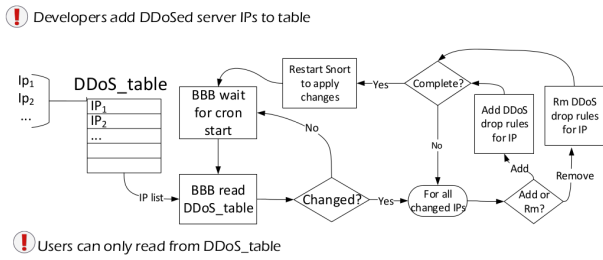 Developers add DDoSed server IPs to table
Ip1
Ip2
...
DDoS_table
IP1
IP2
...
IP list
BBB wait
for cron
start
BBB read
DDoS_table
Changed?
No
Yes
Restart Snort
to apply
changes
Yes
Complete?
No
For all
changed IPs
Add or
Rm?
Add
Remove
Add DDoS
drop rules
for IP
Rm DDoS
drop rules
for IP
Users can only read from DDoS_table